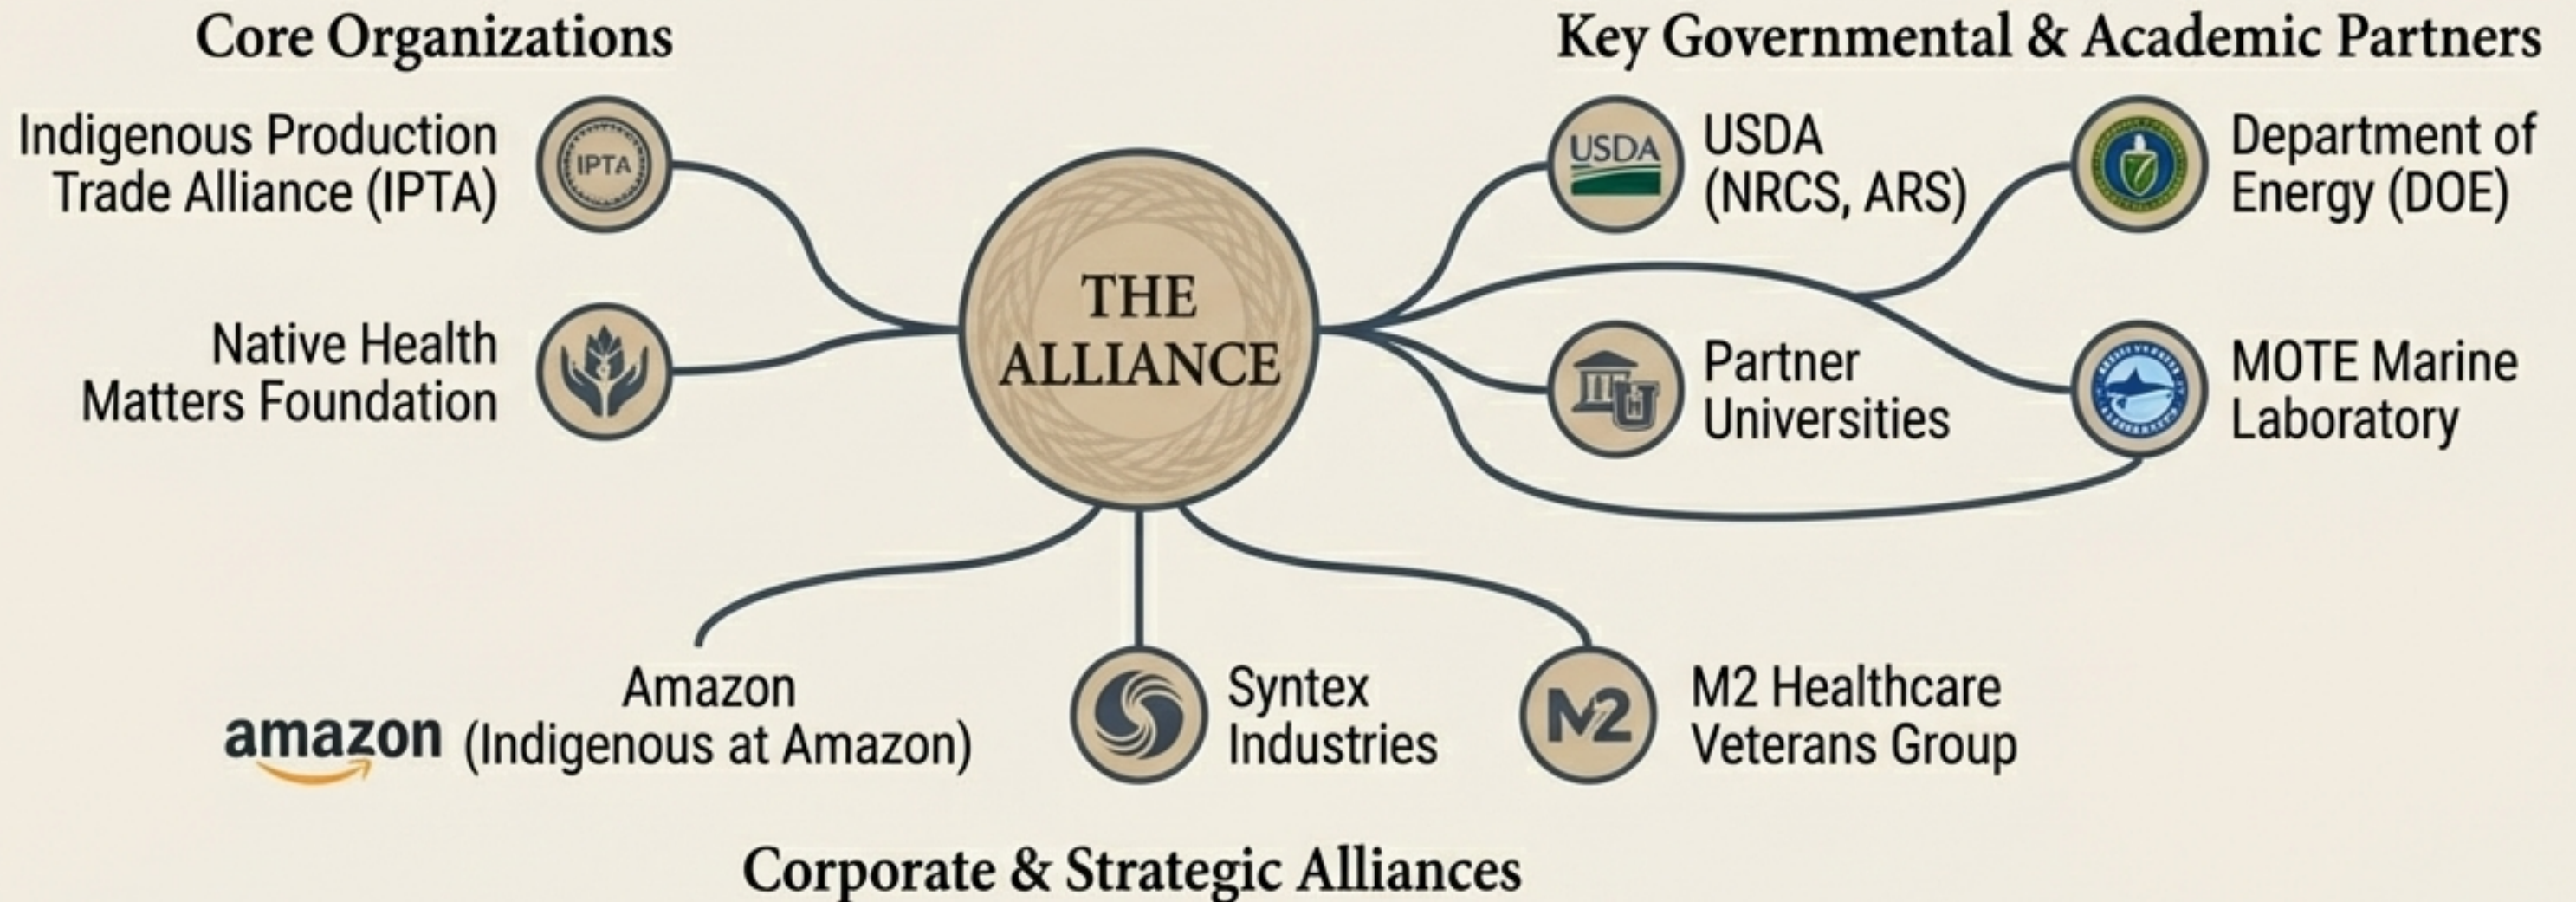 Core Organizations
Indigenous Production
Trade Alliance (IPTA)
IPTA
Native Health
Matters Foundation
THE
ALLIANCE
Key Governmental & Academic Partners
USDA
USDA
(NRCS, ARS)
Department of
Energy (DOE)
Partner
Universities
MOTE Marine
Laboratory
amazon
Amazon
(Indigenous at Amazon)
Syntex
Industries
M2
M2 Healthcare
Veterans Group
Corporate & Strategic Alliances